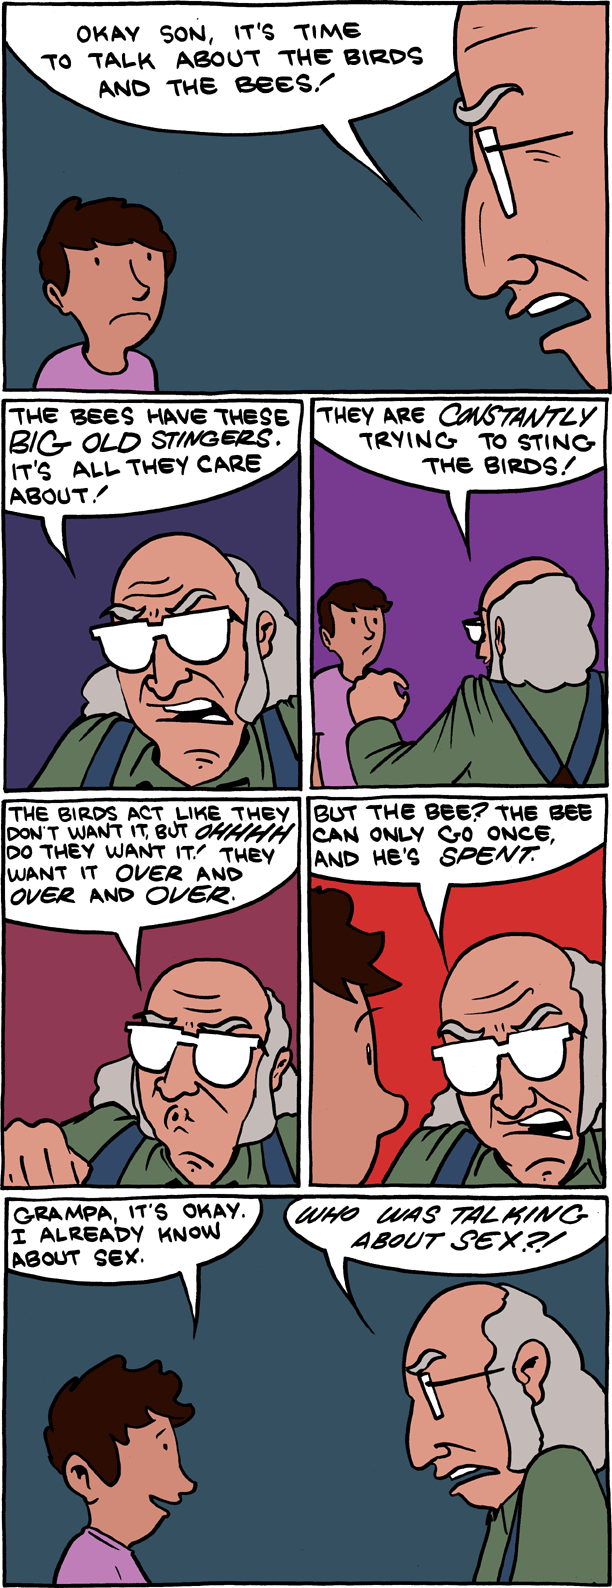 OKAY SON, IT'S TIME
TO TALK ABOUT THE BIRDS
AND THE BEES!
THE BEES HAVE THESE
BIG OLD STINGERS.
IT'S ALL THEY CARE
ABOUT!
THEY ARE CONSTANTLY
TRYING TO STING
THE BIRDS!
THE BIRDS ACT LIKE THEY
DON'T WANT IT, BUT OHHHH
DO THEY WANT IT! THEY
WANT IT OVER AND
OVER AND OVER.
BUT THE BEE? THE BEE
CAN ONLY GO ONCE,
AND HE'S SPENT.
GRAMPA, IT'S OKAY.
I ALREADY KNOW
ABOUT SEX.
WHO WAS TALKING
ABOUT SEX?!